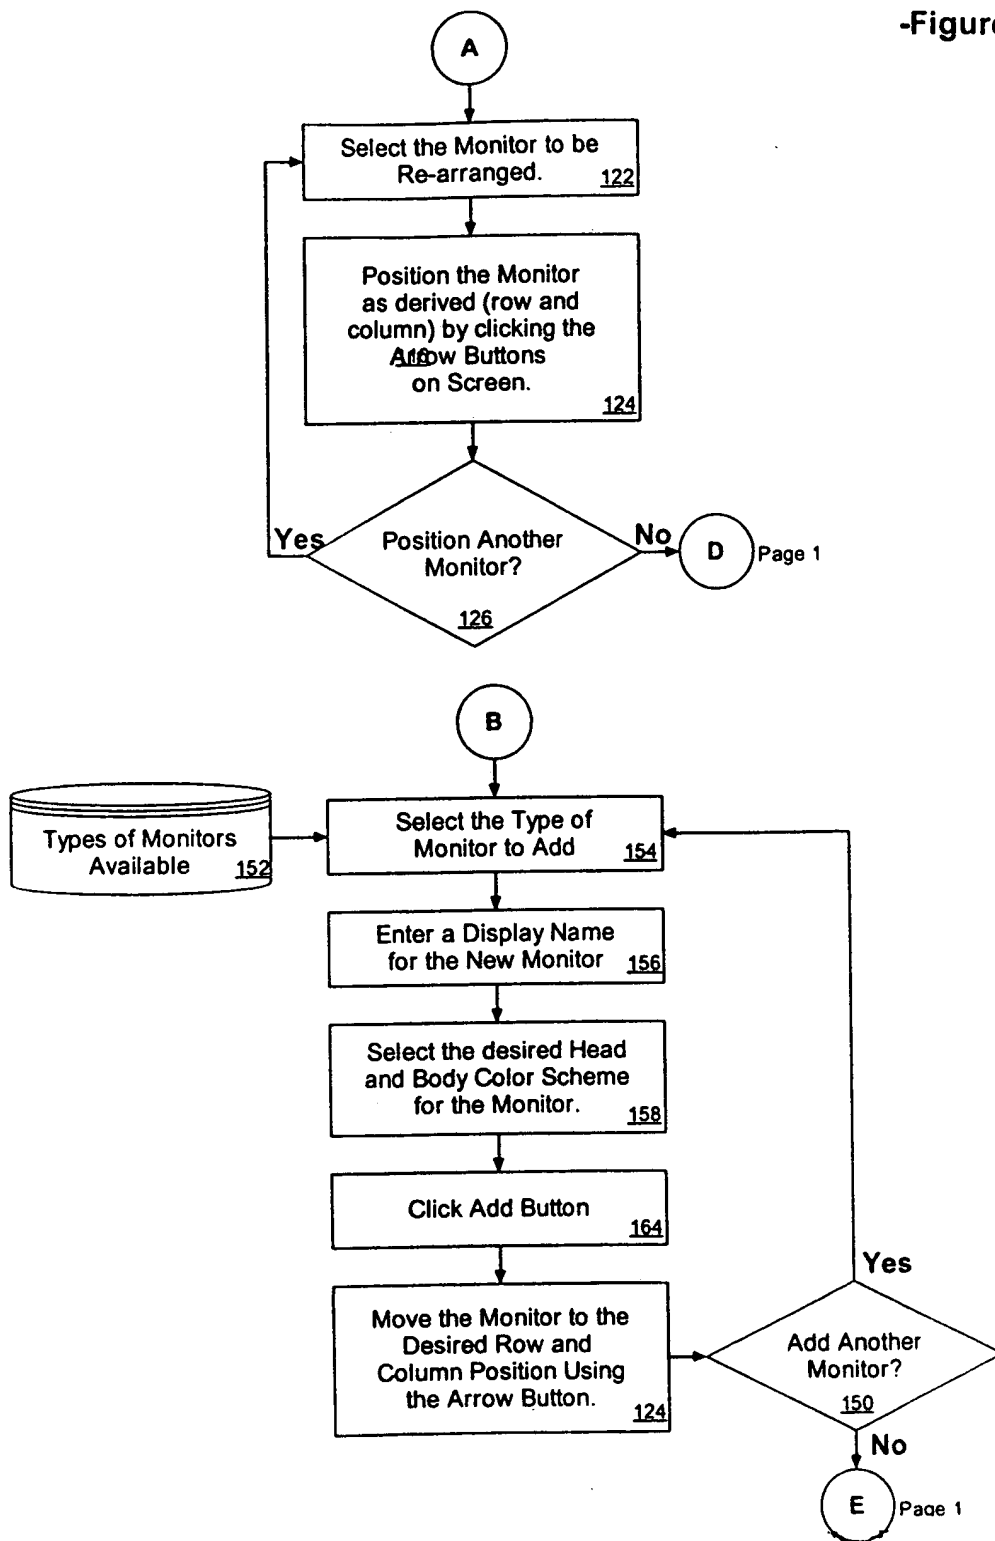 -Figure
A
Select the Monitor to be
Re-arranged.
122
Position the Monitor
as derived (row and
column) by clicking the
Arrow Buttons
on Screen.
124
Yes
Position Another
Monitor?
126
No
D
Page 1
B
Types of Monitors
Available
152
Select the Type of
Monitor to Add
154
Enter a Display Name
for the New Monitor
156
Select the desired Head
and Body Color Scheme
for the Monitor.
158
Click Add Button
164
Move the Monitor to the
Desired Row and
Column Position Using
the Arrow Button.
124
Yes
Add Another
Monitor?
150
No
E
Page 1